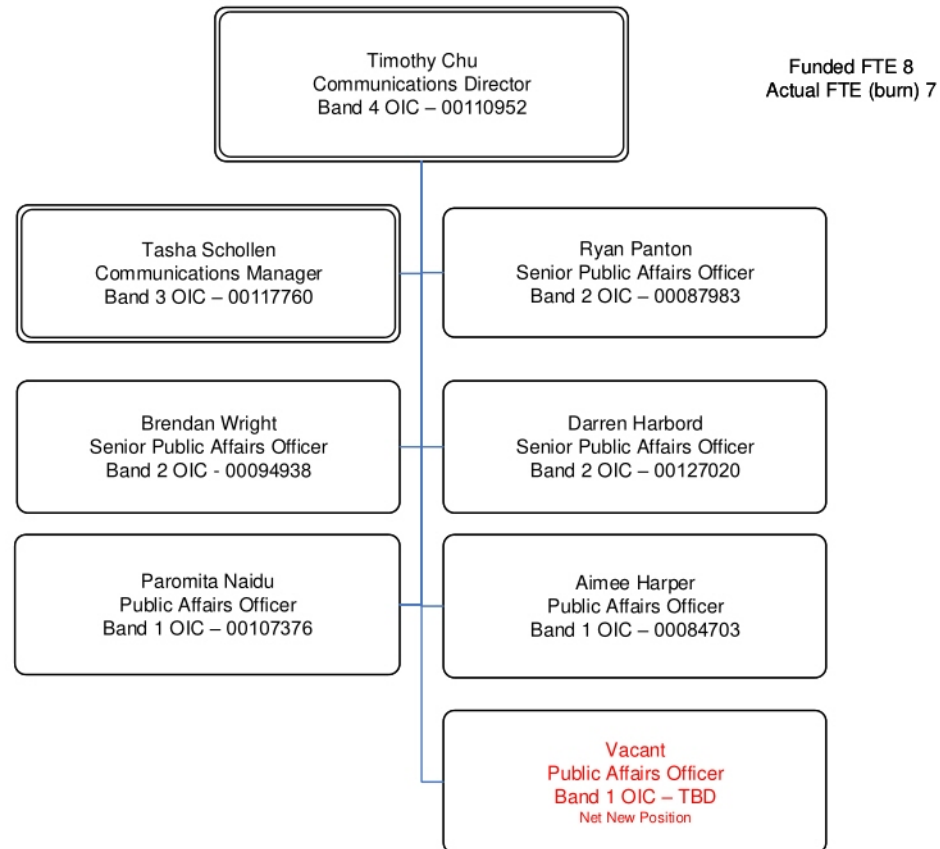 Timothy Chu
Communications Director
Band 4 OIC – 00110952
Funded FTE 8
Actual FTE (burn) 7
Tasha Schollen
Communications Manager
Band 3 OIC – 00117760
Ryan Panton
Senior Public Affairs Officer
Band 2 OIC – 00087983
Brendan Wright
Senior Public Affairs Officer
Band 2 OIC - 00094938
Darren Harbord
Senior Public Affairs Officer
Band 2 OIC – 00127020
Paromita Naidu
Public Affairs Officer
Band 1 OIC – 00107376
Aimee Harper
Public Affairs Officer
Band 1 OIC – 00084703
Vacant
Public Affairs Officer
Band 1 OIC – TBD
Net New Position